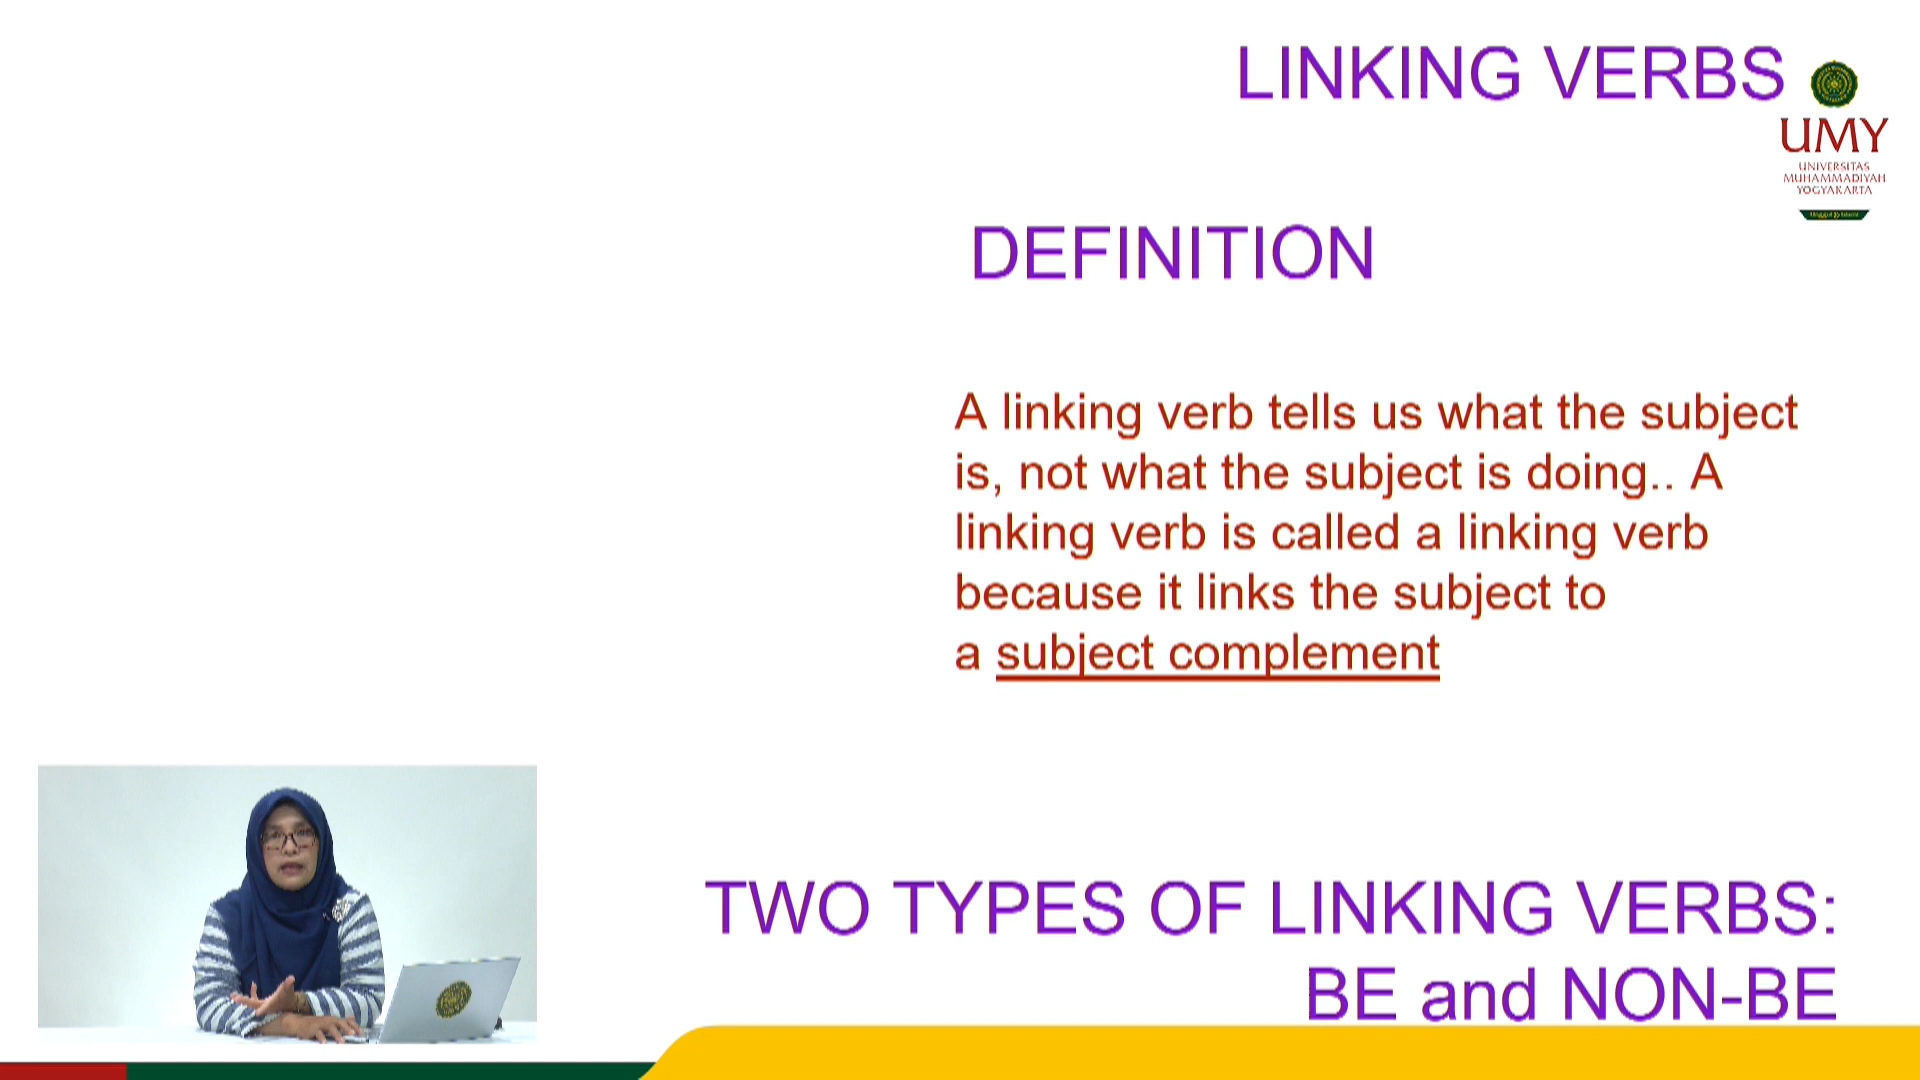 LINKING VERBS
UMY
UNIVERSITAS
MUHAMMADIYAH
YOGYAKARTA
DEFINITION
A linking verb tells us what the subject
is, not what the subject is doing.. A
linking verb is called a linking verb
because it links the subject to
a subject complement
TWO TYPES OF LINKING VERBS:
BE and NON-BE